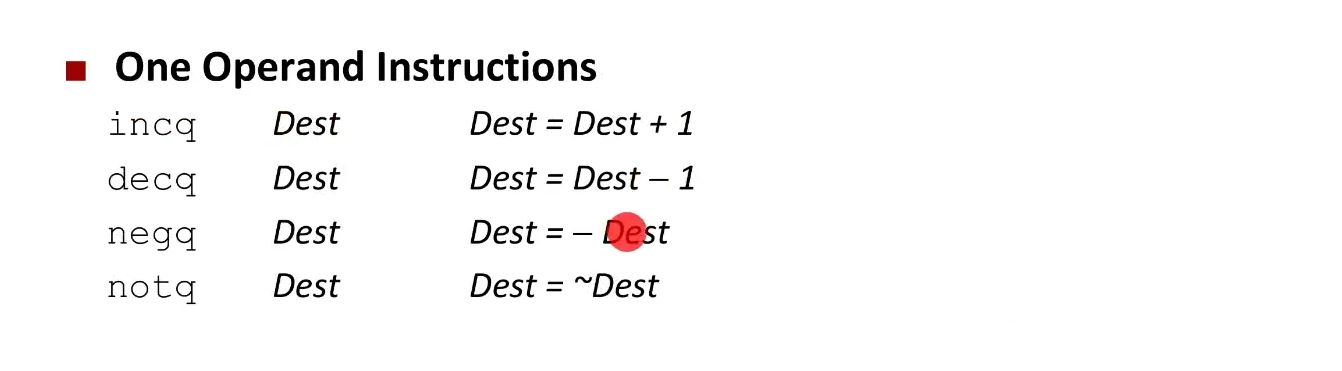 One Operand Instructions
incq Dest Dest = Dest + 1
decq Dest Dest = Dest − 1
negq Dest Dest = − Dest
notq Dest Dest = ~Dest